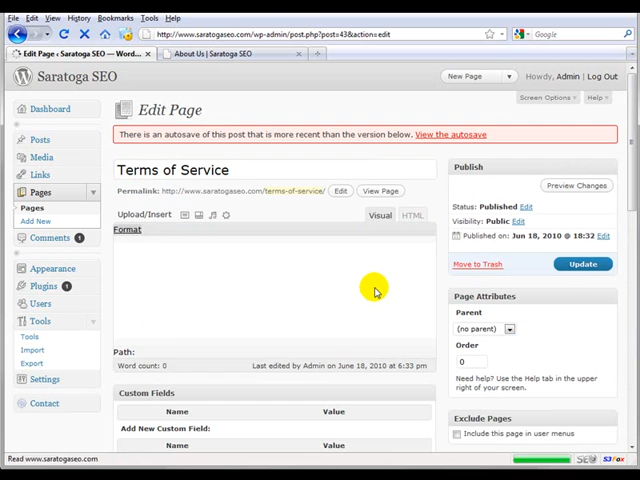 File Edit View History Bookmarks Tools Help
http://www.saratogaseo.com/wp-admin/post.php?post=43&action=edit
Google
Edit Page ‹ Saratoga SEO — Word...
About Us | Saratoga SEO
Saratoga SEO
New Page
Howdy, Admin | Log Out
Screen Options
Help
Dashboard
Edit Page
There is an autosave of this post that is more recent than the version below. View the autosave
Posts
Media
Links
Pages
Pages
Add New
Comments 1
Appearance
Plugins 1
Users
Tools
Tools
Import
Export
Settings
Contact
Terms of Service
Permalink: http://www.saratogaseo.com/terms-of-service/ Edit View Page
Upload/Insert
Visual HTML
Format
Path:
Word count: 0 Last edited by Admin on June 18, 2010 at 6:33 pm
Custom Fields
Name Value
Add New Custom Field:
Name Value
Publish
Preview Changes
Status: Published Edit
Visibility: Public Edit
Published on: Jun 18, 2010 @ 18:32 Edit
Move to Trash Update
Page Attributes
Parent
(no parent)
Order
0
Need help? Use the Help tab in the upper
right of your screen.
Exclude Pages
Include this page in user menus
Read www.saratogaseo.com
SEO S3Fox